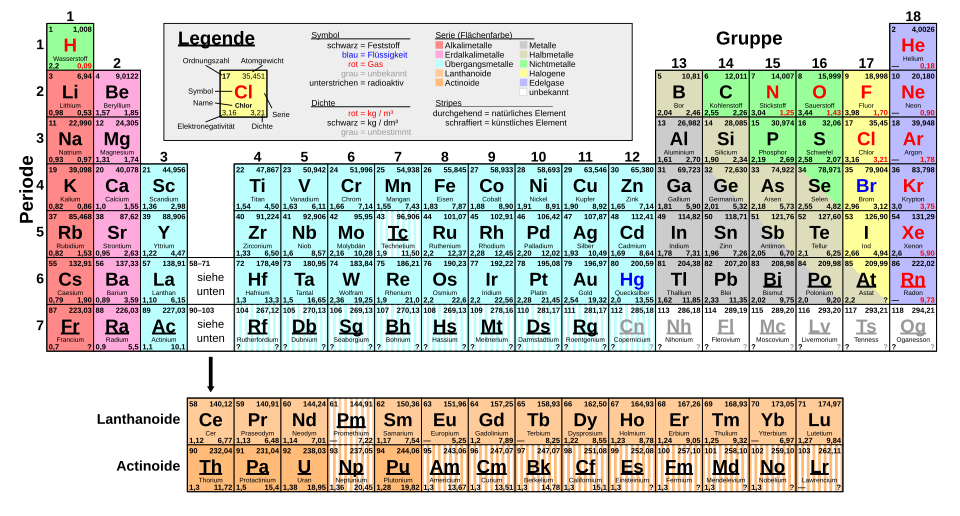 1
18
1 1,008
H
Wasserstoff
2,2 0,09
Legende
Ordnungszahl
Atomgewicht
17 35,451
Cl
Chlor
3,16 3,21
Symbol
Name
Serie
Elektronegativität
Dichte
Symbol
schwarz = Feststoff
blau = Flüssigkeit
rot = Gas
grau = unbekannt
unterstrichen = radioaktiv
Dichte
rot = kg / m³
schwarz = kg / dm³
grau = unbestimmt
Serie (Flächenfarbe)
Alkalimetalle
Erdalkalimetalle
Übergangsmetalle
Lanthanoide
Actinoide
Metalle
Halbmetalle
Nichtmetalle
Halogene
Edelgase
unbekannt
Stripes
durchgehend = natürliches Element
schraffiert = künstliches Element
Gruppe
2 4,0026
He
Helium
— 0,18
Periode
1 2 3 4 5 6 7
2
13 14 15 16 17
3 6,94 Li Lithium 0,98 0,53
4 9,0122 Be Beryllium 1,57 1,85
5 10,81 B Bor 2,04 2,46
6 12,011 C Kohlenstoff 2,55 2,26
7 14,007 N Stickstoff 3,04 1,25
8 15,999 O Sauerstoff 3,44 1,43
9 18,998 F Fluor 3,98 1,70
10 20,180 Ne Neon — 0,90
11 22,990 Na Natrium 0,93 0,97
12 24,305 Mg Magnesium 1,31 1,74
13 26,982 Al Aluminium 1,61 2,70
14 28,085 Si Silicium 1,90 2,34
15 30,974 P Phosphor 2,19 2,69
16 32,06 S Schwefel 2,58 2,07
17 35,45 Cl Chlor 3,16 3,21
18 39,948 Ar Argon — 1,78
3 4 5 6 7 8 9 10 11 12
19 39,098 K Kalium 0,82 0,86
20 40,078 Ca Calcium 1,0 1,55
21 44,956 Sc Scandium 1,36 2,98
22 47,867 Ti Titan 1,54 4,50
23 50,942 V Vanadium 1,63 6,11
24 51,996 Cr Chrom 1,66 7,14
25 54,938 Mn Mangan 1,55 7,43
26 55,845 Fe Eisen 1,83 7,87
27 58,933 Co Cobalt 1,88 8,90
28 58,693 Ni Nickel 1,91 8,91
29 63,546 Cu Kupfer 1,90 8,92
30 65,380 Zn Zink 1,65 7,14
31 69,723 Ga Gallium 1,81 5,91
32 72,630 Ge Germanium 2,01 5,32
33 74,922 As Arsen 2,18 5,73
34 78,971 Se Selen 2,55 4,82
35 79,904 Br Brom 2,96 3,12
36 83,798 Kr Krypton 3,0 3,75
37 85,468 Rb Rubidium 0,82 1,53
38 87,62 Sr Strontium 0,95 2,63
39 88,906 Y Yttrium 1,22 4,47
40 91,224 Zr Zirconium 1,33 6,50
41 92,906 Nb Niob 1,6 8,57
42 95,95 Mo Molybdän 2,16 10,28
43 96,906 Tc Technetium 1,9 11,50
44 101,07 Ru Ruthenium 2,2 12,37
45 102,91 Rh Rhodium 2,28 12,38
46 106,42 Pd Palladium 2,20 11,99
47 107,87 Ag Silber 1,93 10,49
48 112,41 Cd Cadmium 1,69 8,64
49 114,82 In Indium 1,78 7,31
50 118,71 Sn Zinn 1,96 7,26
51 121,76 Sb Antimon 2,05 6,70
52 127,60 Te Tellur 2,1 6,25
53 126,90 I Iod 2,66 4,94
54 131,29 Xe Xenon 2,60 5,90
55 132,91 Cs Caesium 0,79 1,90
56 137,33 Ba Barium 0,89 3,59
57 138,91 La Lanthan 1,10 6,15
58–71
siehe
unten
72 178,49 Hf Hafnium 1,3 13,3
73 180,95 Ta Tantal 1,5 16,65
74 183,84 W Wolfram 2,36 19,25
75 186,21 Re Rhenium 1,9 21,0
76 190,23 Os Osmium 2,2 22,6
77 192,22 Ir Iridium 2,2 22,56
78 195,08 Pt Platin 2,28 21,45
79 196,97 Au Gold 2,54 19,32
80 200,59 Hg Quecksilber 2,0 13,55
81 204,38 Tl Thallium 1,62 11,85
82 207,20 Pb Blei 2,33 11,35
83 208,98 Bi Bismut 2,02 9,75
84 208,98 Po Polonium 2,0 9,20
85 209,99 At Astat 2,2 ?
86 222,02 Rn Radon — 9,73
87 223,03 Fr Francium 0,7 ?
88 226,03 Ra Radium 0,9 5,5
89 227,03 Ac Actinium 1,1 10,1
90–103
siehe
unten
104 267,12 Rf Rutherfordium ?
105 268,13 Db Dubnium ?
106 269,13 Sg Seaborgium ?
107 270,13 Bh Bohrium ?
108 269,13 Hs Hassium ?
109 278,16 Mt Meitnerium ?
110 281,17 Ds Darmstadtium ?
111 281,17 Rg Roentgenium ?
112 285,18 Cn Copernicium ?
113 286,18 Nh Nihonium ?
114 289,19 Fl Flerovium ?
115 289,19 Mc Moscovium ?
116 293,20 Lv Livermorium ?
117 293,21 Ts Tenness ?
118 294,21 Og Oganesson ?
Lanthanoide
58 140,12 Ce Cer 1,12 6,77
59 140,91 Pr Praseodym 1,13 6,48
60 144,24 Nd Neodym 1,14 7,01
61 144,91 Pm Promethium — 7,22
62 150,36 Sm Samarium 1,17 7,54
63 151,96 Eu Europium — 5,25
64 157,25 Gd Gadolinium 1,2 7,89
65 158,93 Tb Terbium — 8,25
66 162,50 Dy Dysprosium 1,22 8,55
67 164,93 Ho Holmium 1,23 8,78
68 167,26 Er Erbium 1,24 9,05
69 168,93 Tm Thulium 1,25 9,32
70 173,05 Yb Ytterbium — 6,97
71 174,97 Lu Lutetium 1,27 9,84
Actinoide
90 232,04 Th Thorium 1,3 11,72
91 231,04 Pa Protactinium 1,5 15,4
92 238,03 U Uran 1,38 18,95
93 237,05 Np Neptunium 1,36 20,45
94 244,06 Pu Plutonium 1,28 19,82
95 243,06 Am Americium 1,3 13,67
96 247,07 Cm Curium 1,3 13,51
97 247,07 Bk Berkelium 1,3 14,78
98 251,08 Cf Californium 1,3 15,1
99 252,08 Es Einsteinium 1,3 ?
100 257,10 Fm Fermium 1,3 ?
101 258,10 Md Mendelevium 1,3 ?
102 259,10 No Nobelium 1,3 ?
103 262,11 Lr Lawrencium — ?